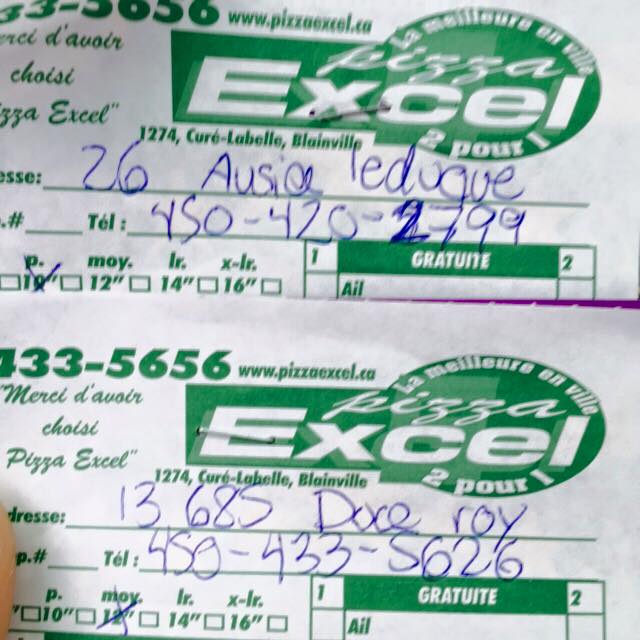 33-5656 www.pizzaexcel.ca
erci d'avoir
choisi
izza Excel"
La meilleure en ville
pizza
Excel
2 pour 1
1274, Curé-Labelle, Blainville
esse: 26 Ausia leduque
.# Tél : 450-420-2799
p. moy. lr. x-lr. 1 GRATUITE 2
10" 12" 14" 16" Ail
433-5656 www.pizzaexcel.ca
"Merci d'avoir
choisi
Pizza Excel"
La meilleure en ville
pizza
Excel
2 pour 1
1274, Curé-Labelle, Blainville
dresse: 13 685 Doce roy
p.# Tél : 450-433-5626
p. moy. lr. x-lr. 1 GRATUITE 2
" 10" 12" 14" 16" Ail